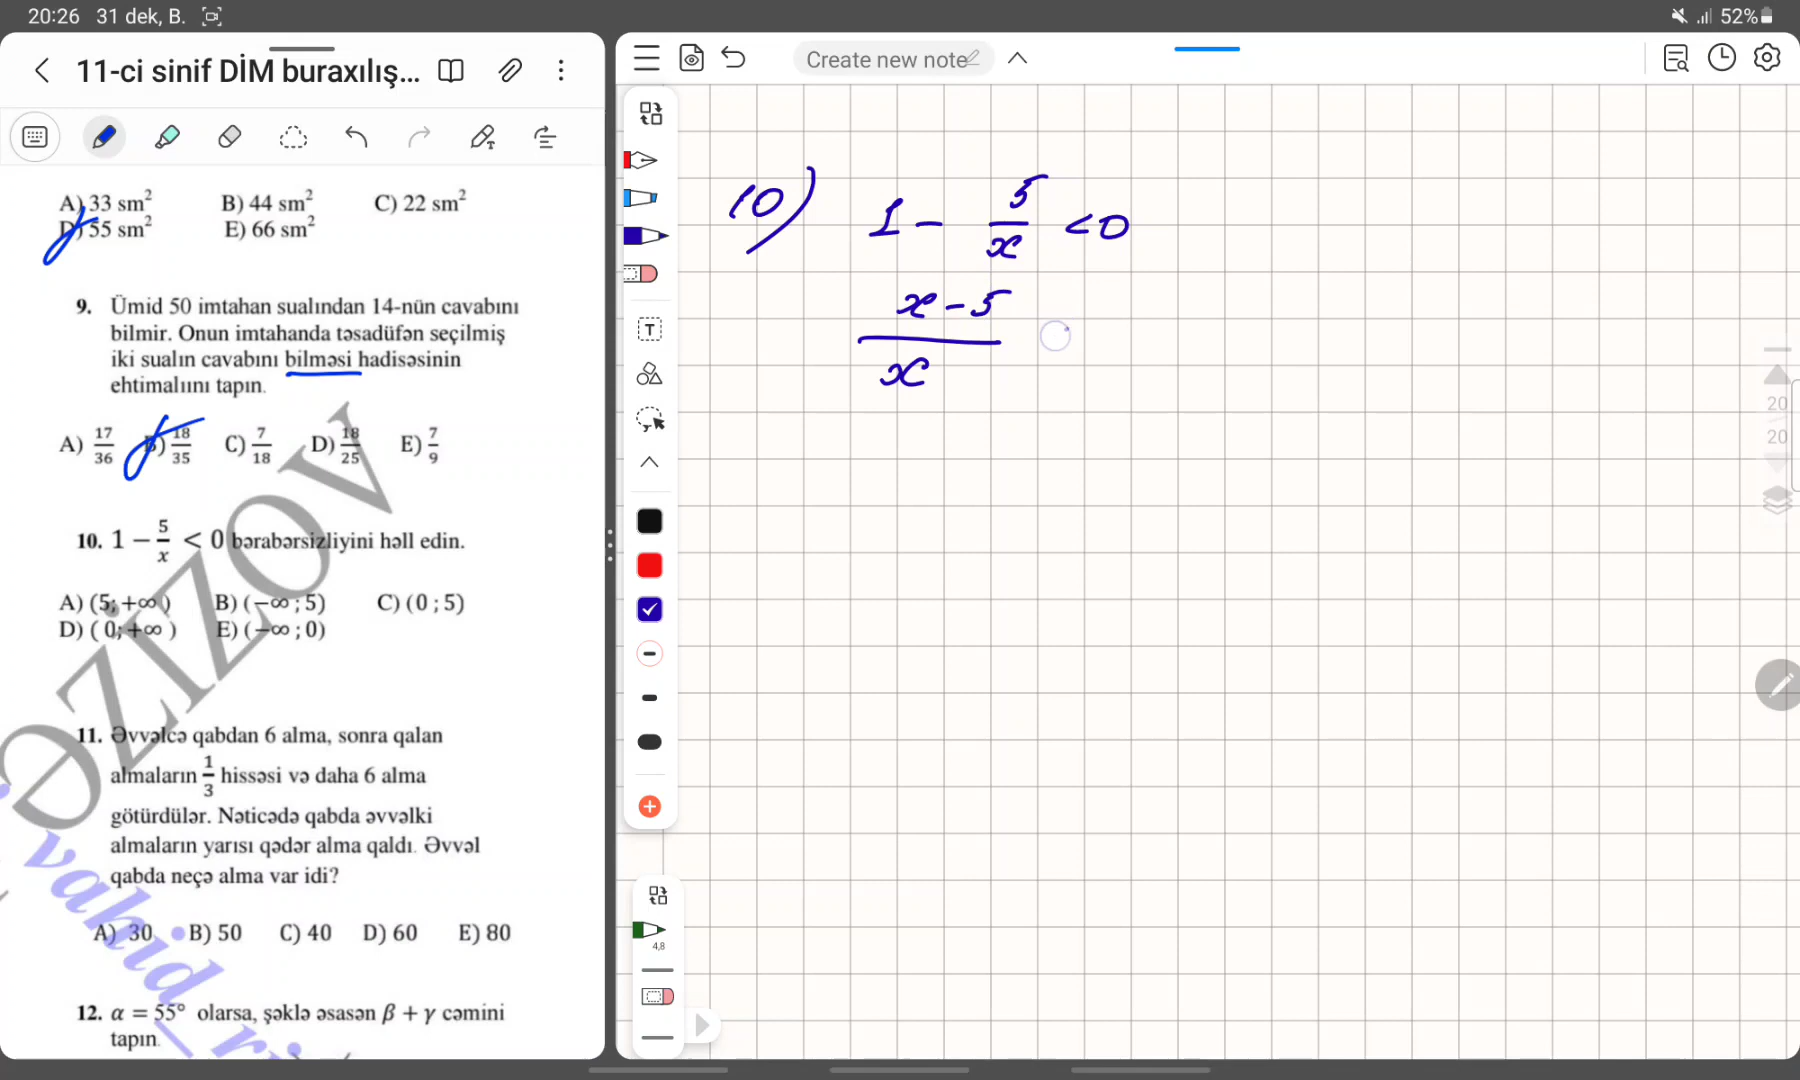 20:26 31 dek, B. 52%
11-ci sinif DİM buraxılış...
A) 33 sm² B) 44 sm² C) 22 sm²
D) 55 sm² E) 66 sm²
9. Ümid 50 imtahan sualından 14-nün cavabını
bilmir. Onun imtahanda təsadüfən seçilmiş
iki sualın cavabını bilməsi hadisəsinin
ehtimalıını tapın.
A) 17/36 B) 18/35 C) 7/18 D) 18/25 E) 7/9
10. 1 − 5/x < 0 bərabərsizliyini həll edin.
A) (5; +∞ ) B) (−∞ ; 5) C) (0 ; 5)
D) ( 0; +∞ ) E) (−∞ ; 0)
11. Əvvəlcə qabdan 6 alma, sonra qalan
almaların 1/3 hissəsi və daha 6 alma
götürdülər. Nəticədə qabda əvvəlki
almaların yarısı qədər alma qaldı. Əvvəl
qabda neçə alma var idi?
A) 30 B) 50 C) 40 D) 60 E) 80
12. α = 55° olarsa, şəklə əsasən β + γ cəmini
tapın.
ƏZİZOV
Create new note
T
4,8
10) 1 − 5/x < 0
x − 5
x
20
20